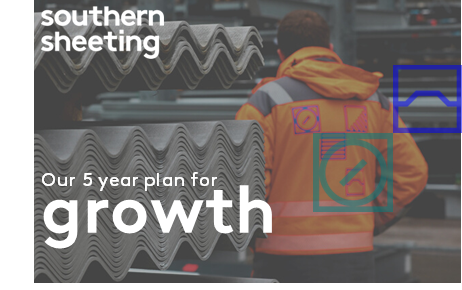 southern
sheeting
Our 5 year plan for
growth